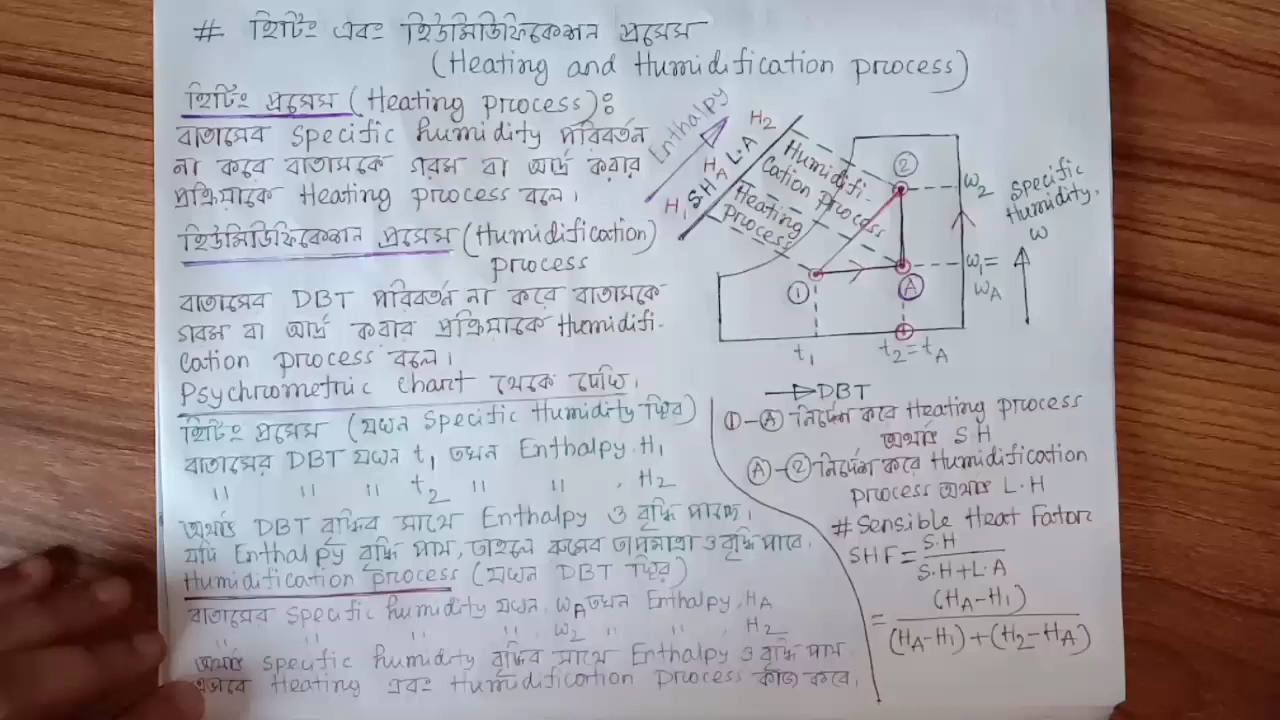 # হিটিং এবং হিউমিডিফিকেশন প্রসেস
(Heating and Humidification process)
হিটিং প্রসেস (Heating process):
বাতাসের specific humidity পরিবর্তন
না করে বাতাসকে গরম বা আর্দ্র করার
প্রক্রিয়াকে Heating process বলে।
হিউমিডিফিকেশন প্রসেস (Humidification)
process
বাতাসের DBT পরিবর্তন না করে বাতাসকে
গরম বা আর্দ্র করার প্রক্রিয়াকে Humidifi-
cation process বলে।
Psychrometric chart থেকে দেখি,
হিটিং প্রসেস (যখন specific Humidity স্থির)
বাতাসের DBT যখন t₁ তখন Enthalpy. H₁
" " " t₂ " " , H₂
অর্থাৎ DBT বৃদ্ধির সাথে Enthalpy ও বৃদ্ধি পাচ্ছে।
যদি Enthalpy বৃদ্ধি পায়, তাহলে রুমের তাপমাত্রা ও বৃদ্ধি পাবে।
Humidification process (যখন DBT স্থির)
বাতাসের specific humidity যখন, wA তখন Enthalpy, HA
" " " " , w₂ " " , H₂
অর্থাৎ specific humidity বৃদ্ধির সাথে Enthalpy ও বৃদ্ধি পায়
এভাবে Heating এবং Humidification process কাজ করে।
Enthalpy
H₁ HA H₂
SH L.A
Humidifi-
cation process
Heating
process
① Ⓐ ②
w₂
w₁=
wA
specific
Humidity,
w
t₁ t₂=tA
DBT
①-Ⓐ নির্দেশ করে Heating process
অর্থাৎ S H
Ⓐ-② নির্দেশ করে Humidification
process অর্থাৎ L.H
# Sensible Heat Factor
SHF = S.H / S.H+L.A
= (HA-H₁) / (HA-H₁)+(H₂-HA)